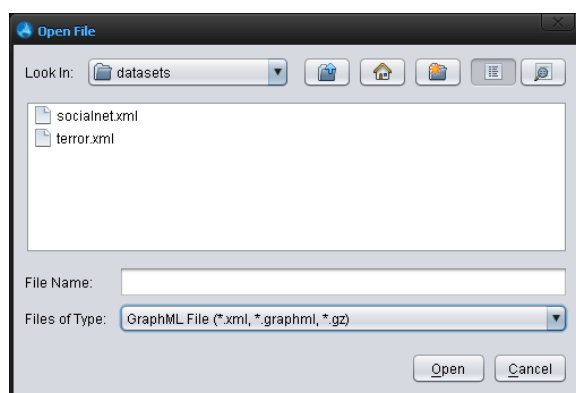 Open File
Look In: datasets
socialnet.xml
terror.xml
File Name:
Files of Type: GraphML File (*.xml, *.graphml, *.gz)
Open Cancel